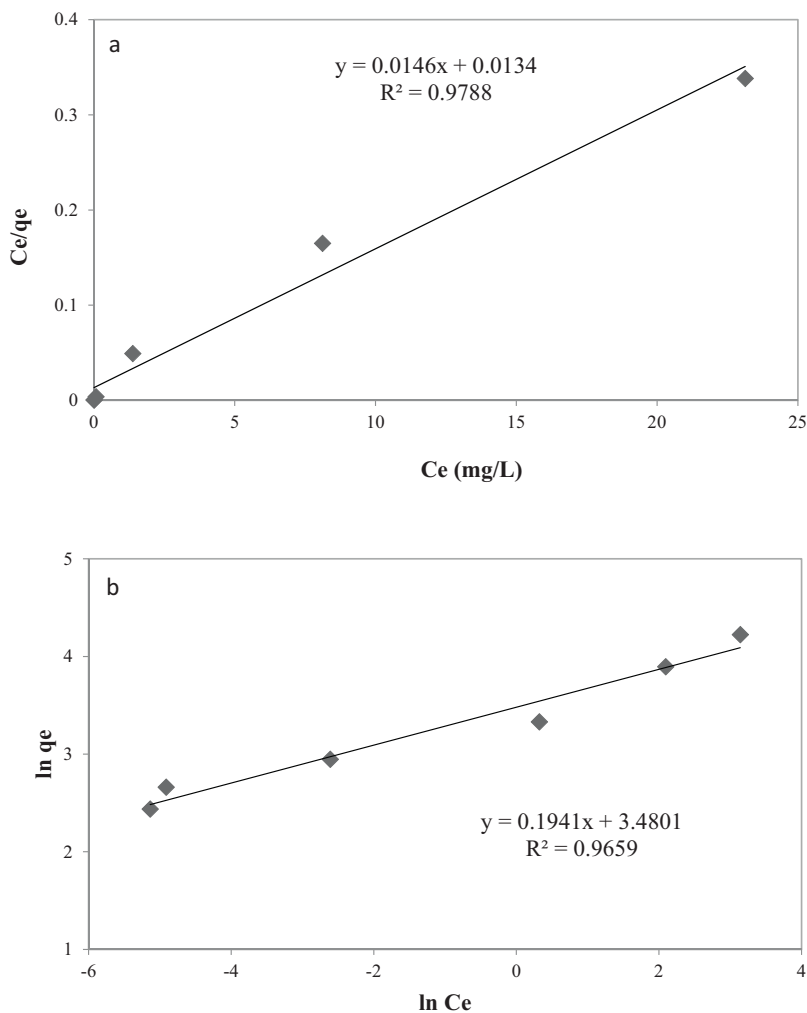 a
y = 0.0146x + 0.0134
R² = 0.9788
0.4
0.3
0.2
0.1
0
Ce/qe
0 5 10 15 20 25
Ce (mg/L)
b
5
4
3
2
1
ln qe
y = 0.1941x + 3.4801
R² = 0.9659
-6 -4 -2 0 2 4
ln Ce